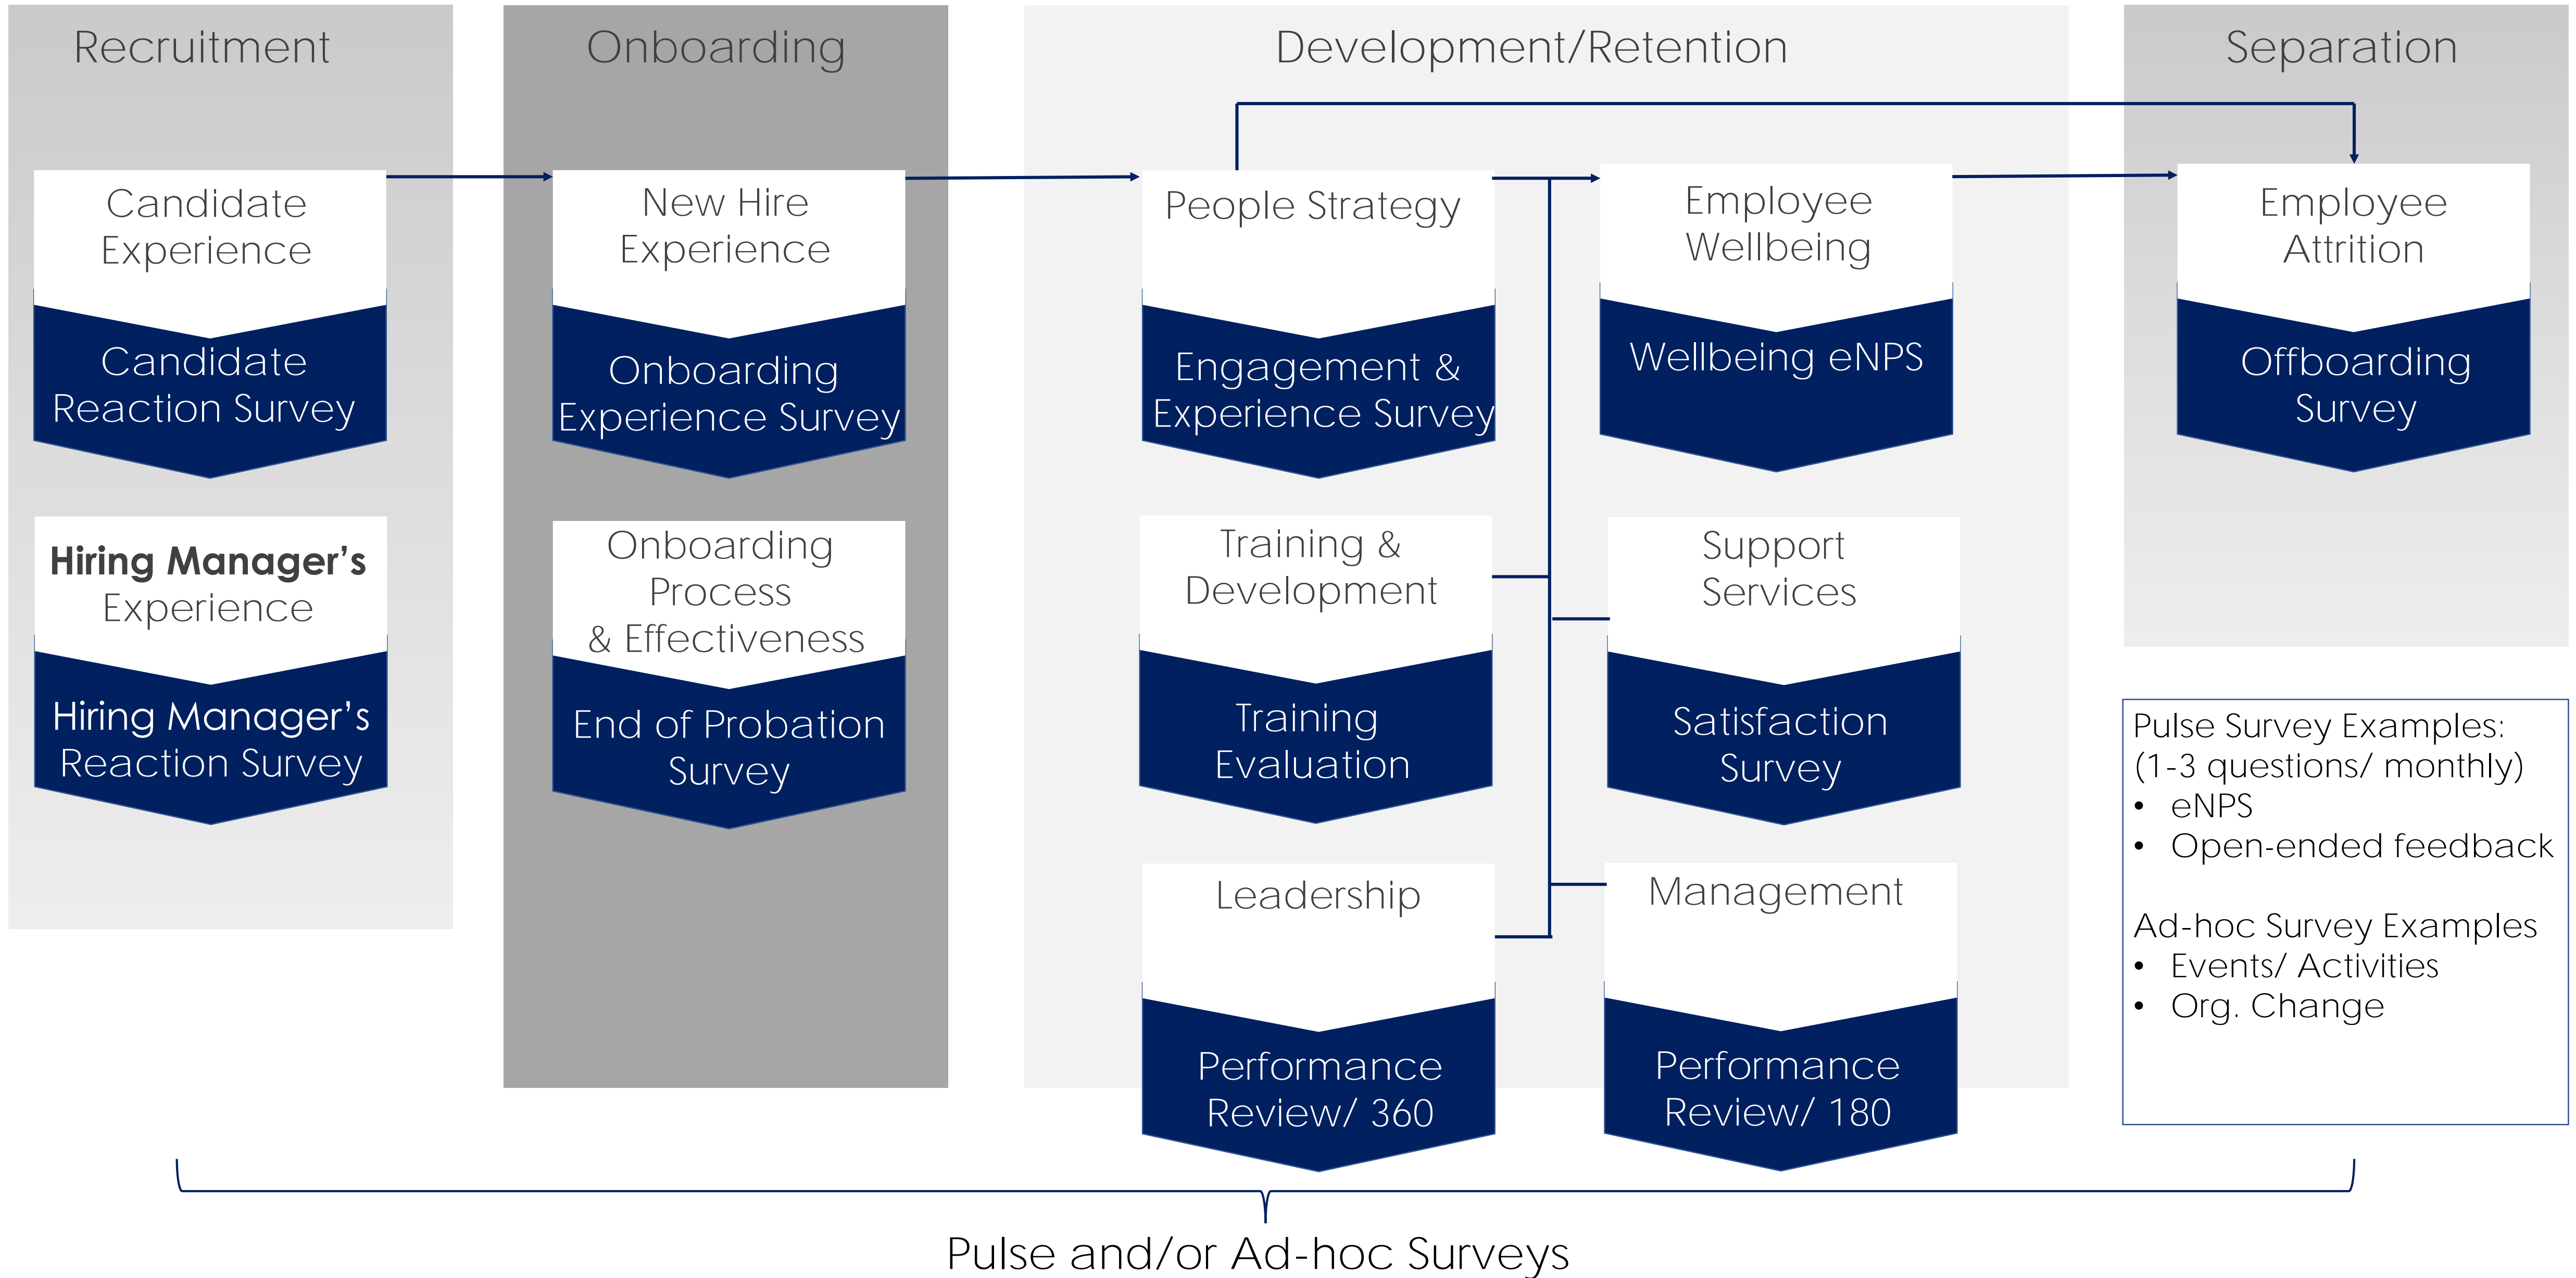 Recruitment
Candidate
Experience
Candidate
Reaction Survey
Hiring Manager’s
Experience
Hiring Manager’s
Reaction Survey
Onboarding
New Hire
Experience
Onboarding
Experience Survey
Onboarding
Process
& Effectiveness
End of Probation
Survey
Development/Retention
People Strategy
Engagement &
Experience Survey
Employee
Wellbeing
Wellbeing eNPS
Training &
Development
Training
Evaluation
Support
Services
Satisfaction
Survey
Leadership
Performance
Review/ 360
Management
Performance
Review/ 180
Separation
Employee
Attrition
Offboarding
Survey
Pulse Survey Examples:
(1-3 questions/ monthly)
• eNPS
• Open-ended feedback
Ad-hoc Survey Examples
• Events/ Activities
• Org. Change
Pulse and/or Ad-hoc Surveys